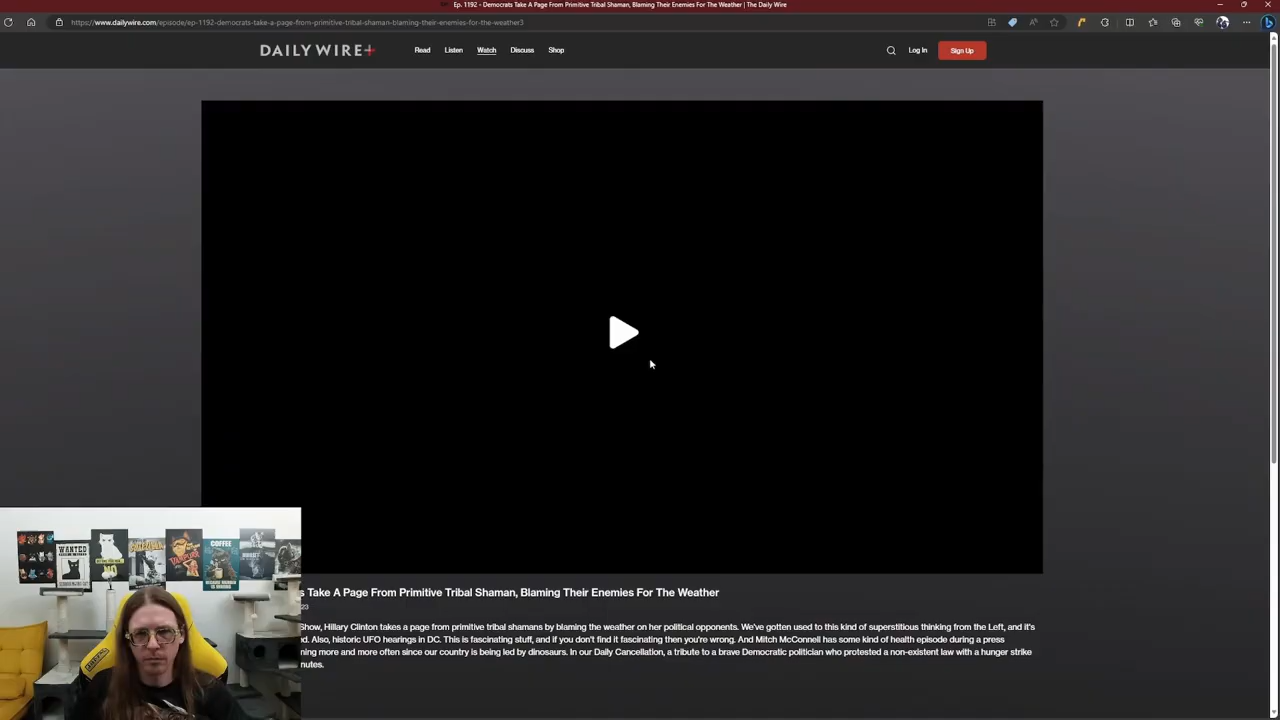 Ep. 1192 - Democrats Take A Page From Primitive Tribal Shaman, Blaming Their Enemies For The Weather | The Daily Wire
https://www.dailywire.com/episode/ep-1192-democrats-take-a-page-from-primitive-tribal-shaman-blaming-their-enemies-for-the-weather3
DAILY WIRE+
Read Listen Watch Discuss Shop
Log In Sign Up
s Take A Page From Primitive Tribal Shaman, Blaming Their Enemies For The Weather
23
Show, Hillary Clinton takes a page from primitive tribal shamans by blaming the weather on her political opponents. We've gotten used to this kind of superstitious thinking from the Left, and it's
d. Also, historic UFO hearings in DC. This is fascinating stuff, and if you don't find it fascinating then you're wrong. And Mitch McConnell has some kind of health episode during a press
ning more and more often since our country is being led by dinosaurs. In our Daily Cancellation, a tribute to a brave Democratic politician who protested a non-existent law with a hunger strike
nutes.
WANTED
NO
COFFEE